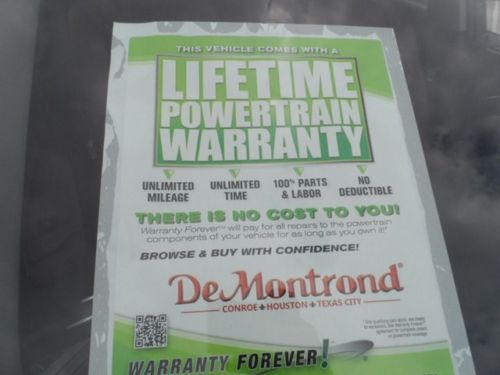 THIS VEHICLE COMES WITH A
LIFETIME
POWERTRAIN
WARRANTY
UNLIMITED MILEAGE
UNLIMITED TIME
100% PARTS & LABOR
NO DEDUCTIBLE
THERE IS NO COST TO YOU!
Warranty Forever™ will pay for all repairs to the powertrain
components of your vehicle for as long as you own it!*
BROWSE & BUY WITH CONFIDENCE!
DeMontrond
CONROE • HOUSTON • TEXAS CITY
WARRANTY FOREVER!